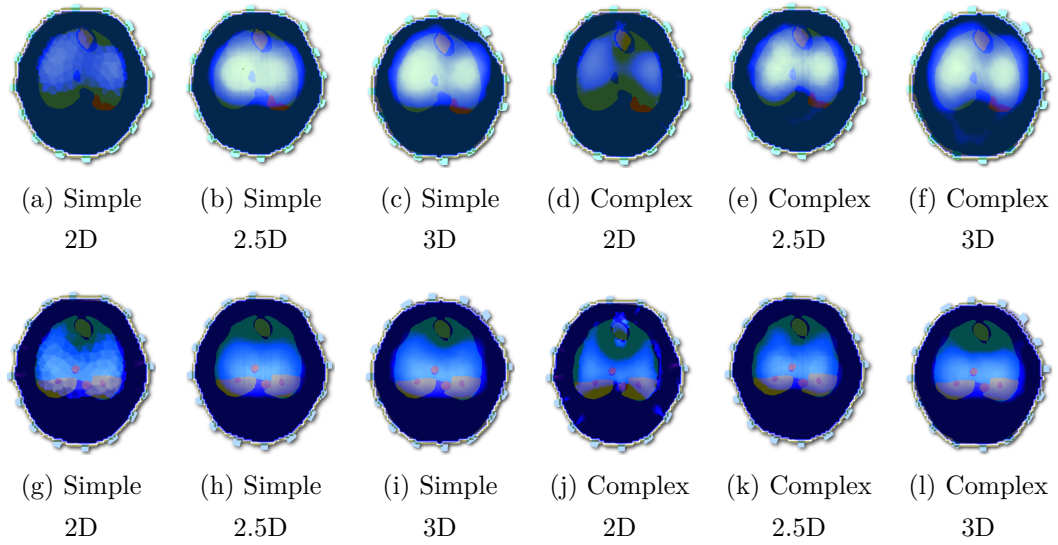 (a) Simple (b) Simple (c) Simple (d) Complex (e) Complex (f) Complex
2D 2.5D 3D 2D 2.5D 3D
(g) Simple (h) Simple (i) Simple (j) Complex (k) Complex (l) Complex
2D 2.5D 3D 2D 2.5D 3D